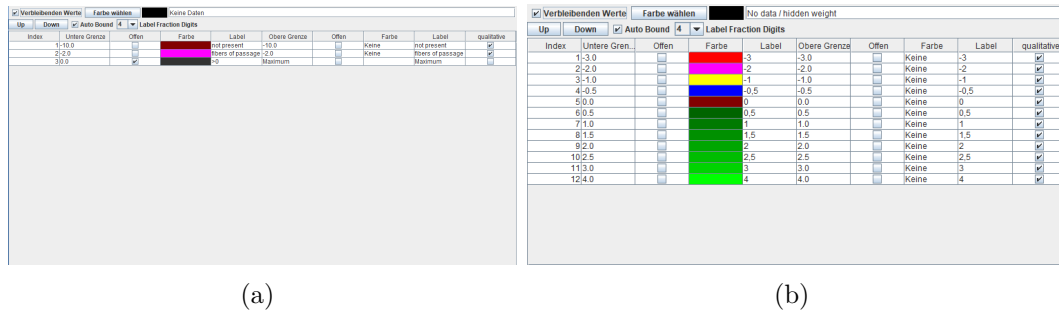 Verbleibenden Werte Farbe wählen Keine Daten
Up Down Auto Bound 4 Label Fraction Digits
Index Untere Grenze Offen Farbe Label Obere Grenze Offen Farbe Label qualitative
1 -10.0 not present -10.0 Keine not present
2 -2.0 fibers of passage -2.0 Keine fibers of passage
3 0.0 >0 Maximum Maximum
(a)
Verbleibenden Werte Farbe wählen No data / hidden weight
Up Down Auto Bound 4 Label Fraction Digits
Index Untere Gren... Offen Farbe Label Obere Grenze Offen Farbe Label qualitative
1 -3.0 -3 -3.0 Keine -3
2 -2.0 -2 -2.0 Keine -2
3 -1.0 -1 -1.0 Keine -1
4 -0.5 -0,5 -0.5 Keine -0,5
5 0.0 0 0.0 Keine 0
6 0.5 0,5 0.5 Keine 0,5
7 1.0 1 1.0 Keine 1
8 1.5 1,5 1.5 Keine 1,5
9 2.0 2 2.0 Keine 2
10 2.5 2,5 2.5 Keine 2,5
11 3.0 3 3.0 Keine 3
12 4.0 4 4.0 Keine 4
(b)